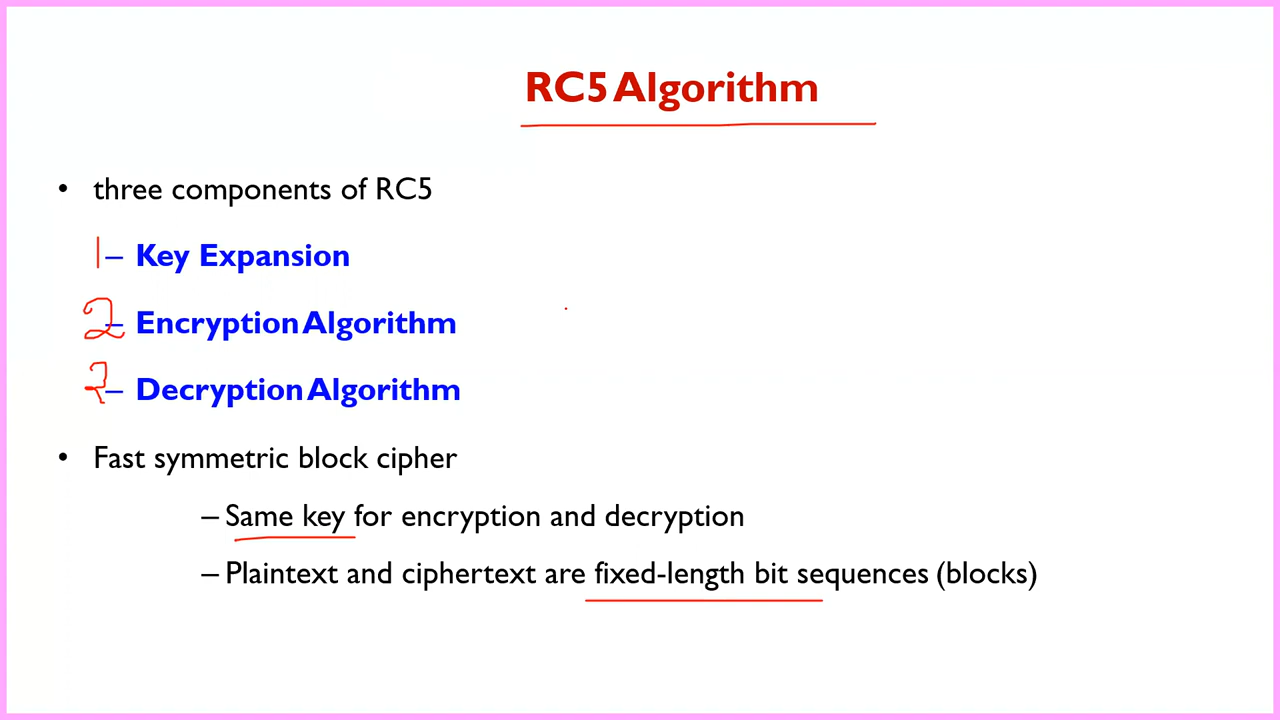 RC5 Algorithm
• three components of RC5
1 – Key Expansion
2 – Encryption Algorithm
– Decryption Algorithm
• Fast symmetric block cipher
– Same key for encryption and decryption
– Plaintext and ciphertext are fixed-length bit sequences (blocks)